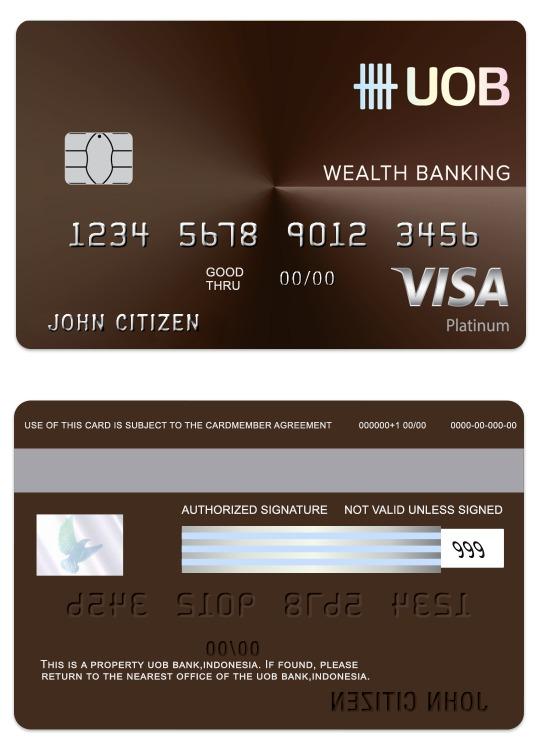 UOB
WEALTH BANKING
1234 5678 9012 3456
GOOD THRU 00/00
VISA
JOHN CITIZEN
Platinum
USE OF THIS CARD IS SUBJECT TO THE CARDMEMBER AGREEMENT 000000+1 00/00 0000-00-000-00
AUTHORIZED SIGNATURE NOT VALID UNLESS SIGNED
999
1234 5678 9012 3456
00/00
THIS IS A PROPERTY UOB BANK,INDONESIA. IF FOUND, PLEASE
RETURN TO THE NEAREST OFFICE OF THE UOB BANK,INDONESIA.
JOHN CITIZEN